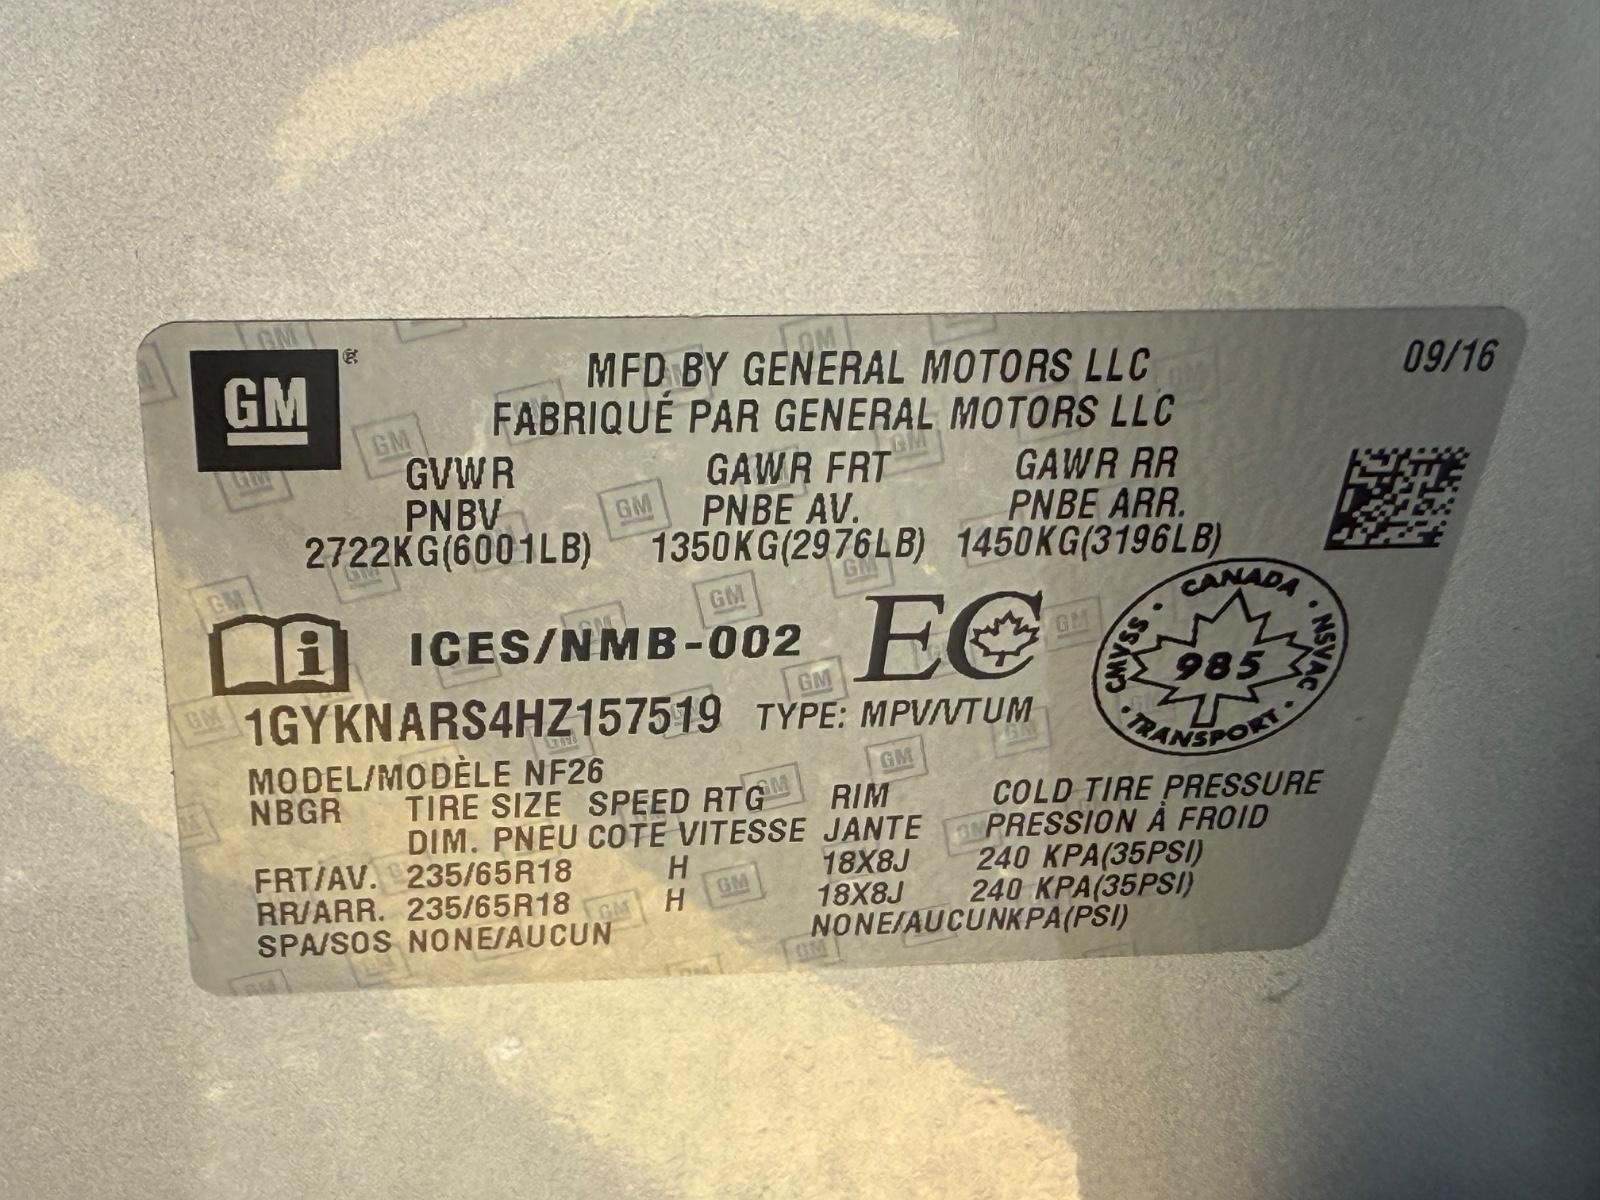 GM ®
MFD BY GENERAL MOTORS LLC
09/16
FABRIQUÉ PAR GENERAL MOTORS LLC
GVWR GAWR FRT GAWR RR
PNBV PNBE AV. PNBE ARR.
2722KG(6001LB) 1350KG(2976LB) 1450KG(3196LB)
i ICES/NMB-002 EC
CANADA
CMVSS · NSVAC
985
TRANSPORT
1GYKNARS4HZ157519 TYPE: MPV/VTUM
MODEL/MODÈLE NF26
NBGR TIRE SIZE SPEED RTG RIM COLD TIRE PRESSURE
DIM. PNEU COTE VITESSE JANTE PRESSION À FROID
FRT/AV. 235/65R18 H 18X8J 240 KPA(35PSI)
RR/ARR. 235/65R18 H 18X8J 240 KPA(35PSI)
SPA/SOS NONE/AUCUN NONE/AUCUNKPA(PSI)